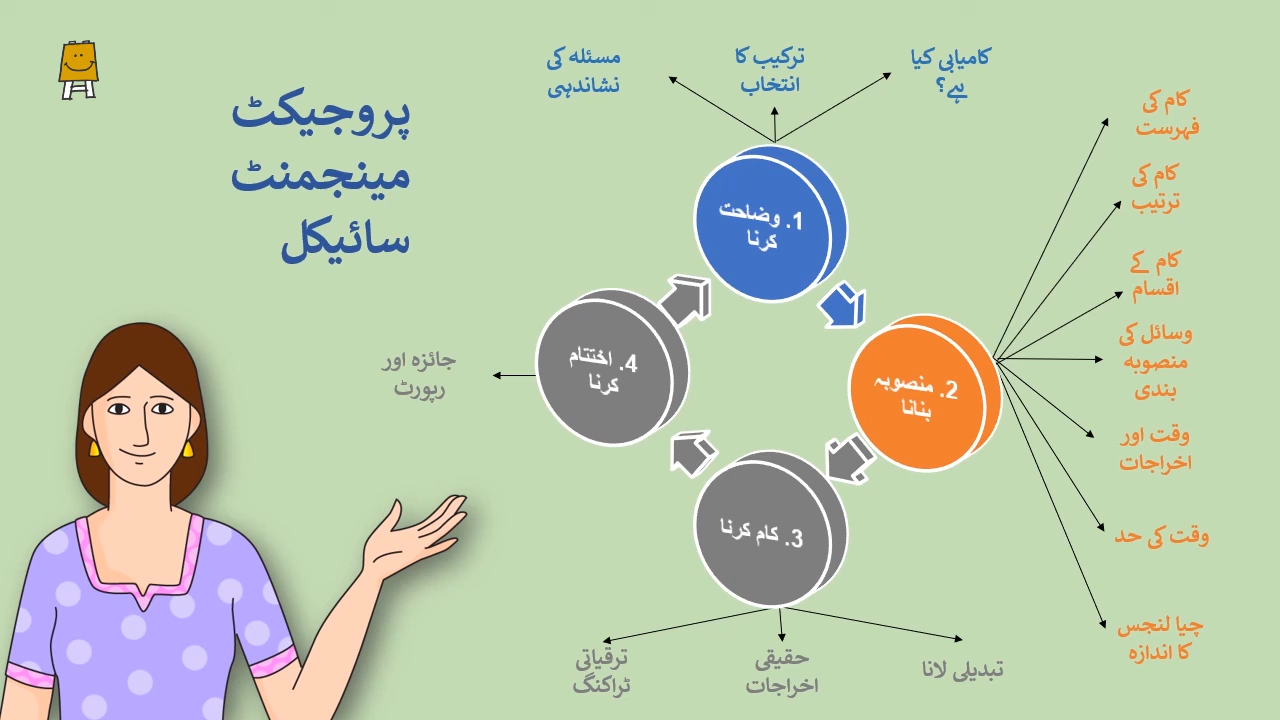 پروجیکٹ
مینجمنٹ
سائیکل
کامیابی کیا
ہے؟
ترکیب کا
انتخاب
مسئلہ کی
نشاندہی
1. وضاحت
کرنا
کام کی
فہرست
کام کی
ترتیب
کام کے
اقسام
وسائل کی
منصوبہ
بندی
وقت اور
اخراجات
وقت کی حد
چیا لنجس
کا اندازہ
2. منصوبہ
بنانا
3. کام کرنا
تبدیلی لانا
حقیقی
اخراجات
ترقیاتی
ٹراکنگ
4. اختتام
کرنا
جائزہ اور
رپورٹ